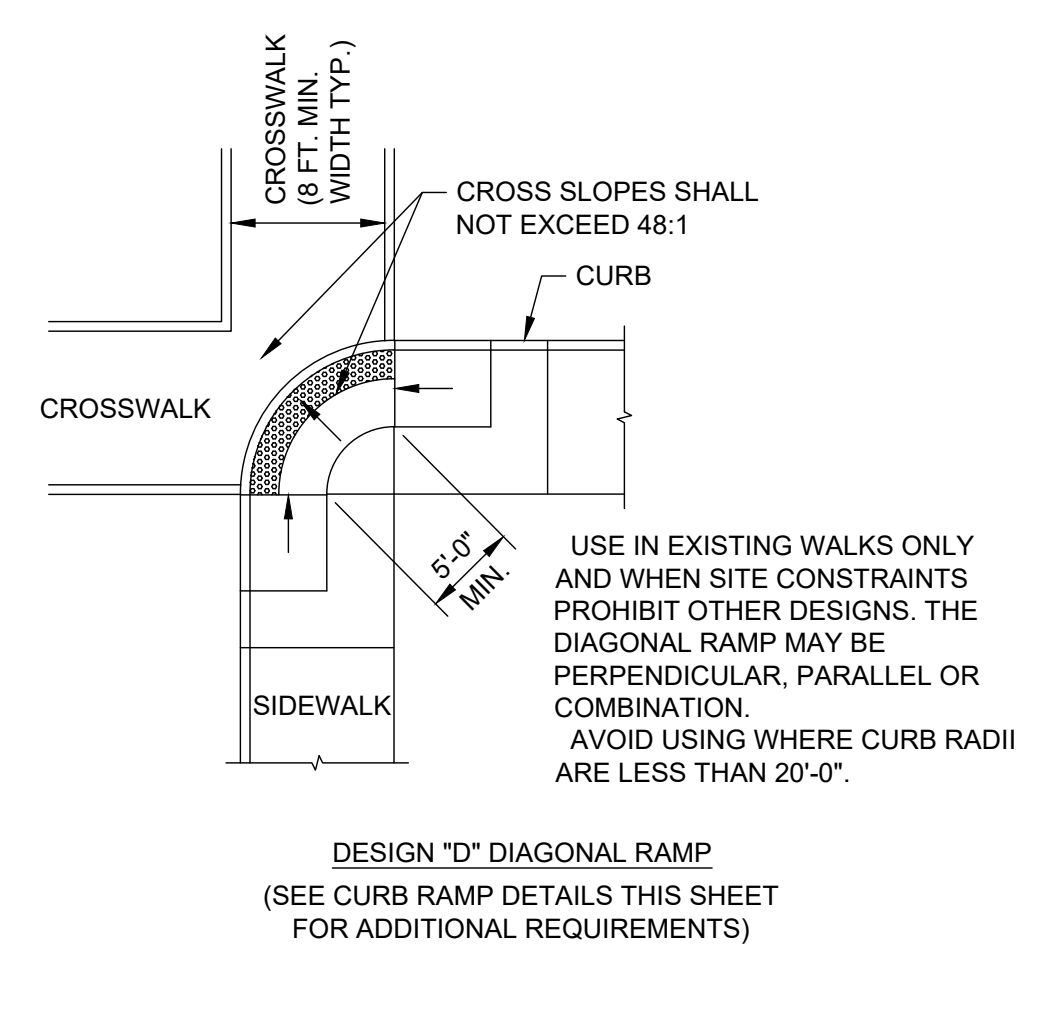 CROSSWALK
(8 FT. MIN.
WIDTH TYP.)
CROSS SLOPES SHALL
NOT EXCEED 48:1
CURB
CROSSWALK
5'-0"
MIN.
USE IN EXISTING WALKS ONLY
AND WHEN SITE CONSTRAINTS
PROHIBIT OTHER DESIGNS. THE
DIAGONAL RAMP MAY BE
PERPENDICULAR, PARALLEL OR
COMBINATION.
AVOID USING WHERE CURB RADII
ARE LESS THAN 20'-0".
SIDEWALK
DESIGN "D" DIAGONAL RAMP
(SEE CURB RAMP DETAILS THIS SHEET
FOR ADDITIONAL REQUIREMENTS)